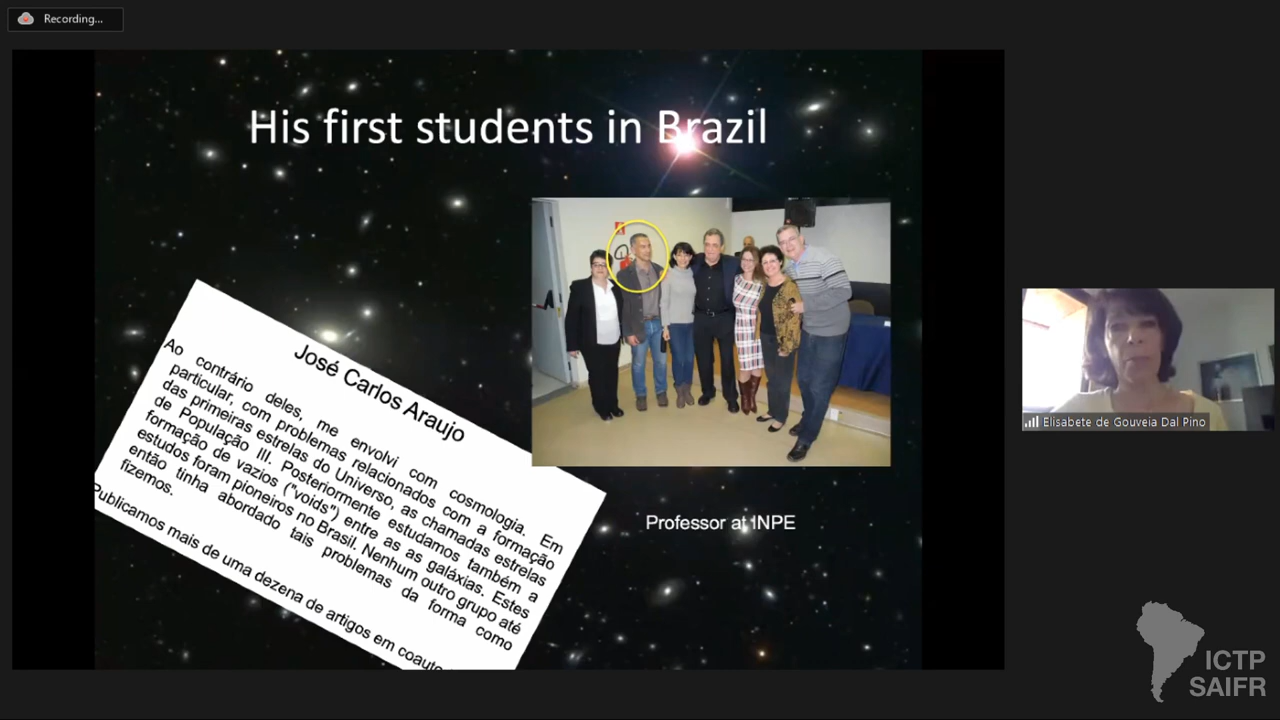 Recording...
His first students in Brazil
José Carlos Araujo
Ao contrário deles, me envolvi com cosmologia. Em
particular, com problemas relacionados com a formação
das primeiras estrelas do Universo, as chamadas estrelas
de População III. Posteriormente estudamos também a
formação de vazios ("voids") entre as as galáxias. Estes
estudos foram pioneiros no Brasil. Nenhum outro grupo até
então tinha abordado tais problemas da forma como
fizemos.
Publicamos mais de uma dezena de artigos em
Professor at INPE
Elisabete de Gouveia Dal Pino
ICTP
SAIFR